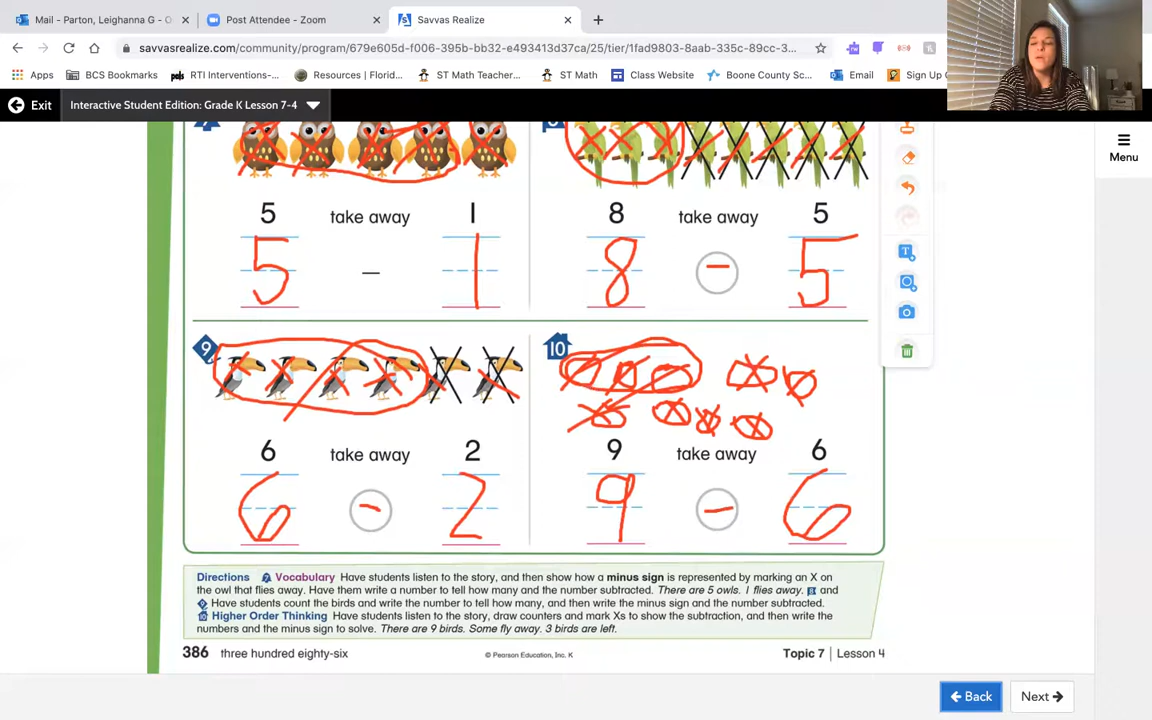 Mail - Parton, Leighanna G - O
Post Attendee - Zoom
Savvas Realize
savvasrealize.com/community/program/679e605d-f006-395b-bb32-e493413d37ca/25/tier/1fad9803-8aab-335c-89cc-3...
Apps
BCS Bookmarks
pals RTI Interventions-...
Resources | Florid...
ST Math Teacher...
ST Math
Class Website
Boone County Sc...
Email
Sign Up G
Exit
Interactive Student Edition: Grade K Lesson 7-4
Menu
5 take away 1
5 - 1
8 take away 5
8 - 5
9
6 take away 2
6 - 2
10
9 take away 6
9 - 6
Directions 7 Vocabulary Have students listen to the story, and then show how a minus sign is represented by marking an X on
the owl that flies away. Have them write a number to tell how many and the number subtracted. There are 5 owls. 1 flies away. 8 and
9 Have students count the birds and write the number to tell how many, and then write the minus sign and the number subtracted.
10 Higher Order Thinking Have students listen to the story, draw counters and mark Xs to show the subtraction, and then write the
numbers and the minus sign to solve. There are 9 birds. Some fly away. 3 birds are left.
386 three hundred eighty-six
© Pearson Education, Inc. K
Topic 7 Lesson 4
Back
Next